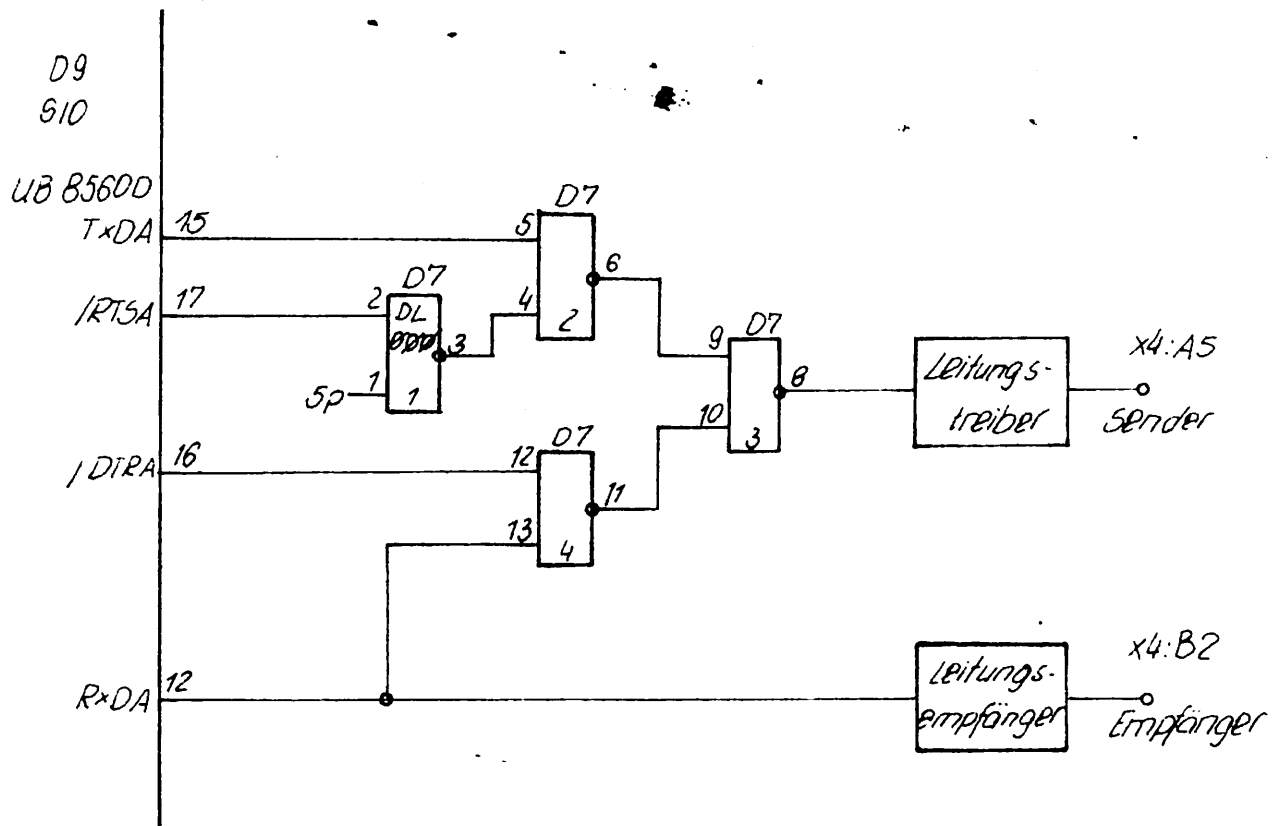 D9
SIO
UB 8560D
TxDA 15
D7
5
6
/RTSA 17
D7
2
DL
000
3
4
2
5p 1
1
D7
9
8
10
3
Leitungs-
treiber
x4:A5
Sender
/DTRA 16
D7
12
11
13
4
RxDA 12
Leitungs-
empfänger
x4:B2
Empfänger